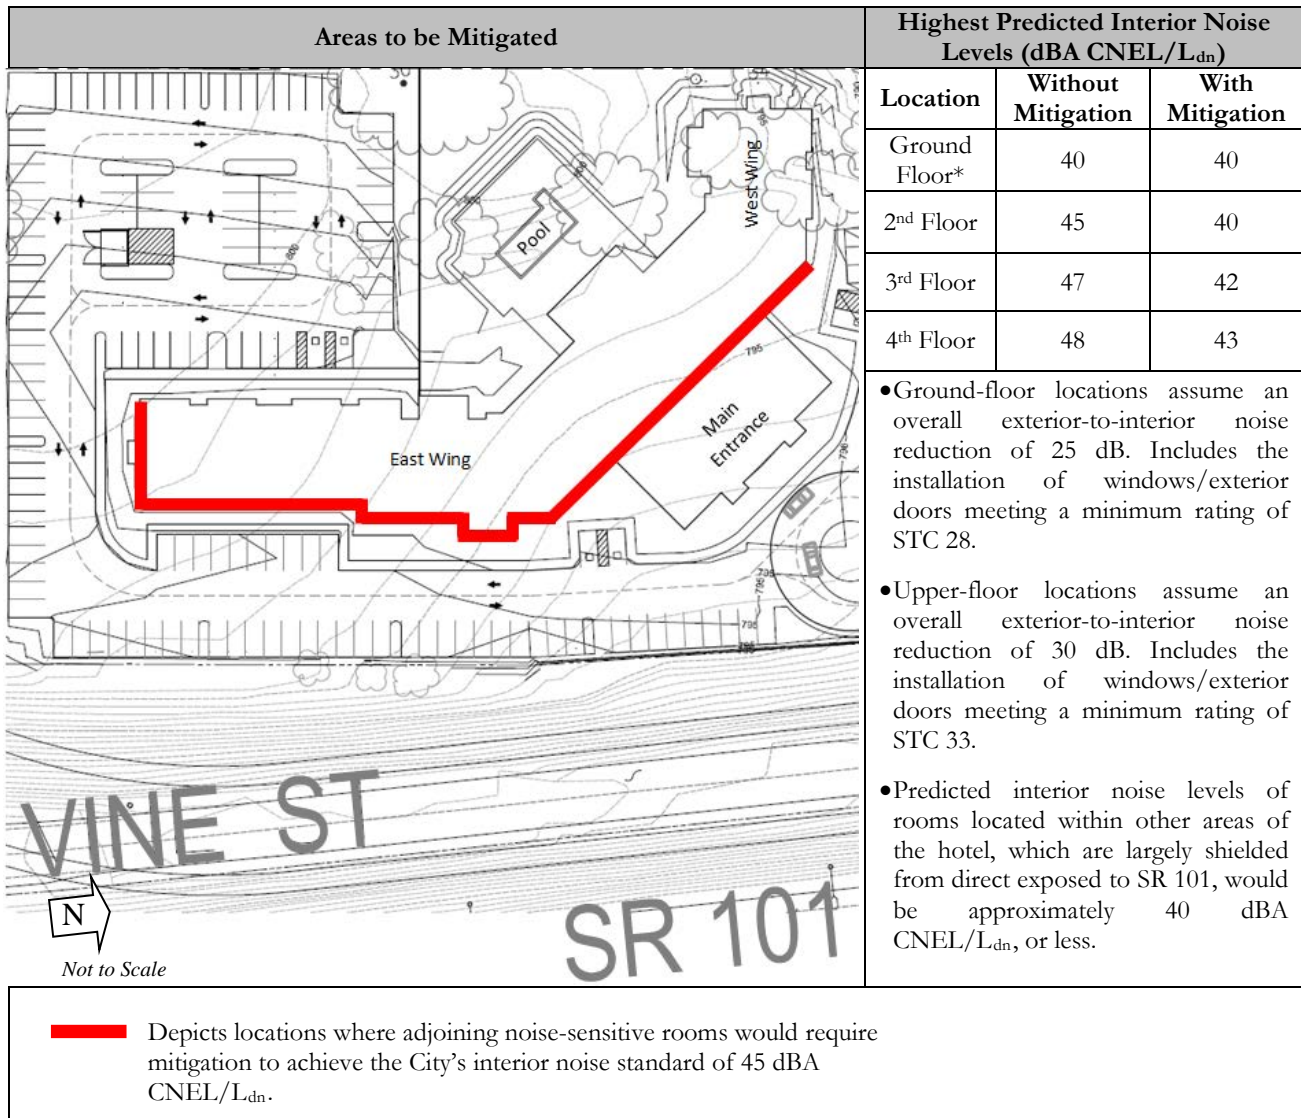 Areas to be Mitigated
Highest Predicted Interior Noise
Levels (dBA CNEL/Ldn)
Location
Without
Mitigation
With
Mitigation
Ground
Floor*
40
40
2nd Floor
45
40
3rd Floor
47
42
4th Floor
48
43
•Ground-floor locations assume an
overall exterior-to-interior noise
reduction of 25 dB. Includes the
installation of windows/exterior
doors meeting a minimum rating of
STC 28.
•Upper-floor locations assume an
overall exterior-to-interior noise
reduction of 30 dB. Includes the
installation of windows/exterior
doors meeting a minimum rating of
STC 33.
•Predicted interior noise levels of
rooms located within other areas of
the hotel, which are largely shielded
from direct exposed to SR 101, would
be approximately 40 dBA
CNEL/Ldn, or less.
West Wing
795
Pool
800
800
795
Main
Entrance
East Wing
796
795
795
795
VINE ST
SR 101
N
Not to Scale
Depicts locations where adjoining noise-sensitive rooms would require
mitigation to achieve the City's interior noise standard of 45 dBA
CNEL/Ldn.